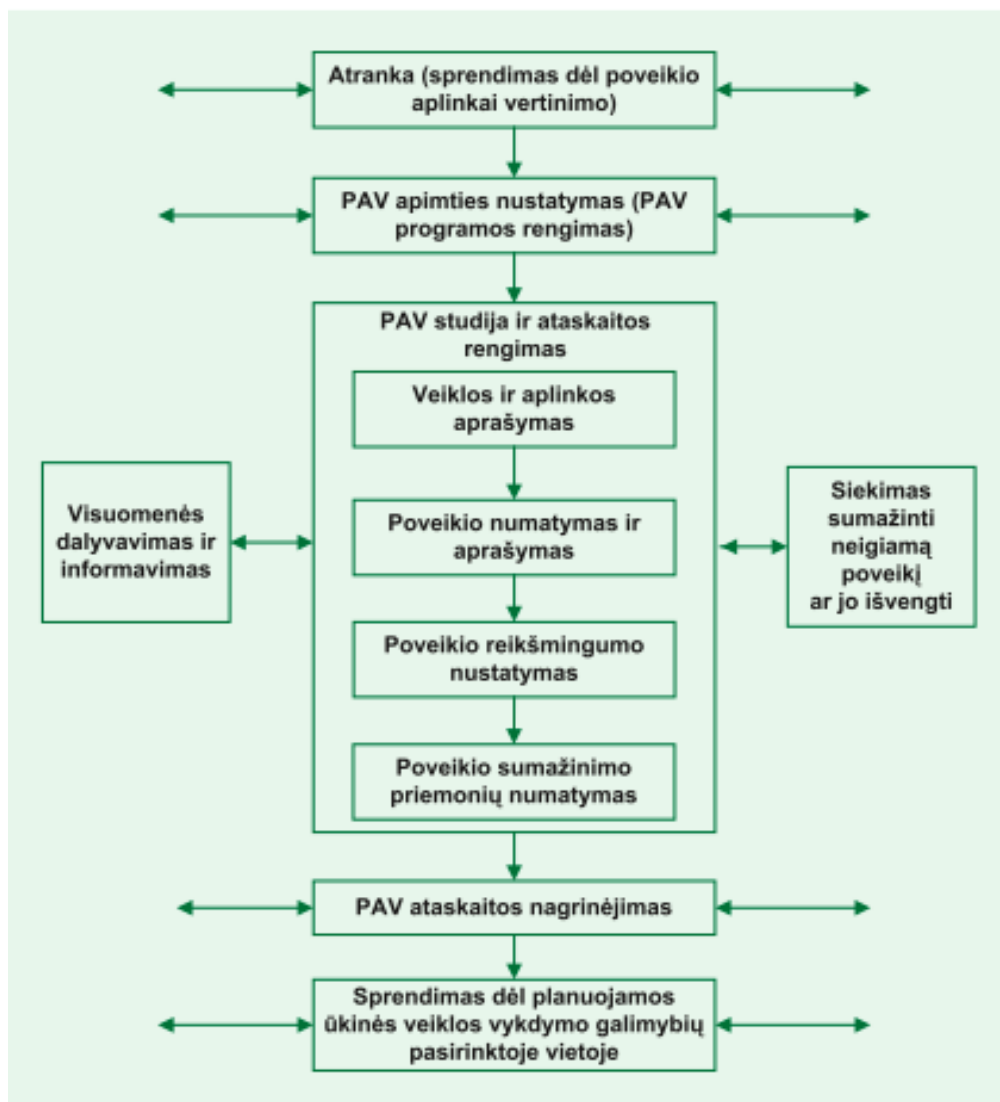 Atranka (sprendimas dėl poveikio
aplinkai vertinimo)
PAV apimties nustatymas (PAV
programos rengimas)
PAV studija ir ataskaitos
rengimas
Veiklos ir aplinkos
aprašymas
Poveikio numatymas ir
aprašymas
Poveikio reikšmingumo
nustatymas
Poveikio sumažinimo
priemonių numatymas
Visuomenės
dalyvavimas ir
informavimas
Siekimas
sumažinti
neigiamą
poveikį
ar jo išvengti
PAV ataskaitos nagrinėjimas
Sprendimas dėl planuojamos
ūkinės veiklos vykdymo galimybių
pasirinktoje vietoje